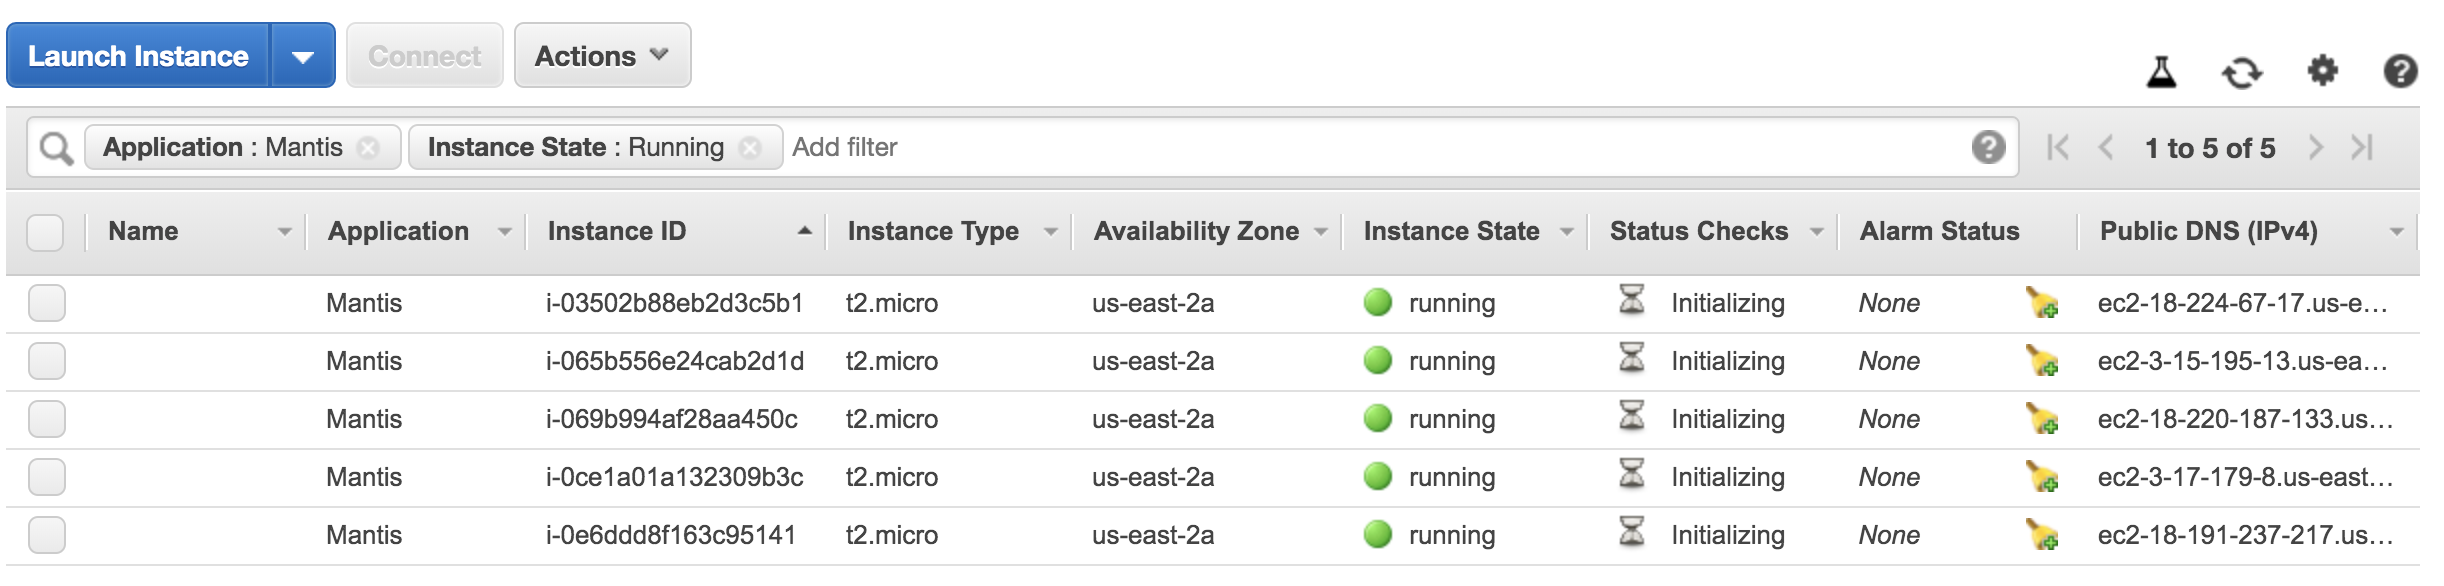 Launch Instance Connect Actions
Application : Mantis Instance State : Running Add filter 1 to 5 of 5
Name Application Instance ID Instance Type Availability Zone Instance State Status Checks Alarm Status Public DNS (IPv4)
Mantis i-03502b88eb2d3c5b1 t2.micro us-east-2a running Initializing None ec2-18-224-67-17.us-e...
Mantis i-065b556e24cab2d1d t2.micro us-east-2a running Initializing None ec2-3-15-195-13.us-ea...
Mantis i-069b994af28aa450c t2.micro us-east-2a running Initializing None ec2-18-220-187-133.us...
Mantis i-0ce1a01a132309b3c t2.micro us-east-2a running Initializing None ec2-3-17-179-8.us-east...
Mantis i-0e6ddd8f163c95141 t2.micro us-east-2a running Initializing None ec2-18-191-237-217.us...